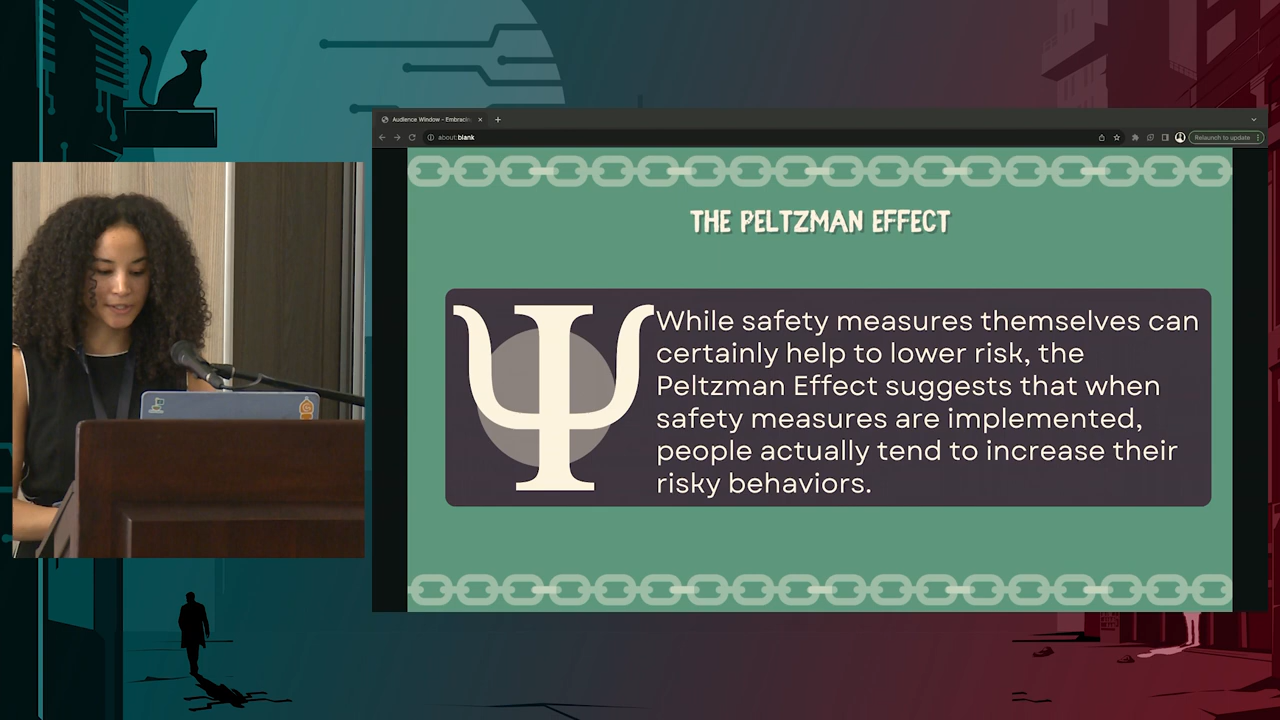 Audience Window - Embracin
about:blank
Relaunch to update
THE PELTZMAN EFFECT
While safety measures themselves can
certainly help to lower risk, the
Peltzman Effect suggests that when
safety measures are implemented,
people actually tend to increase their
risky behaviors.